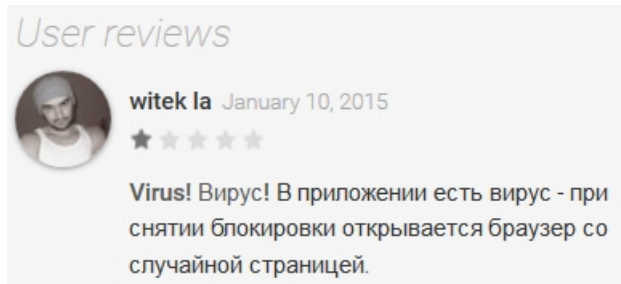 User reviews
witek la January 10, 2015
Virus! Вирус! В приложении есть вирус - при
снятии блокировки открывается браузер со
случайной страницей.